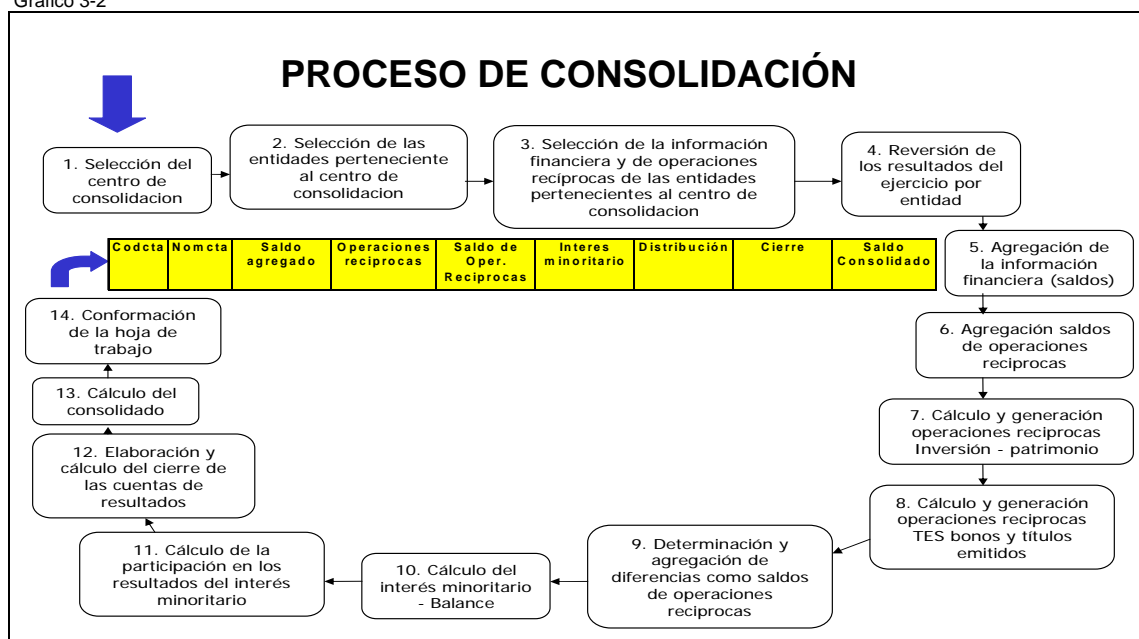 Gráfico 3-2
PROCESO DE CONSOLIDACIÓN
1. Selección del
centro de
consolidacion
2. Selección de las
entidades perteneciente
al centro de
consolidacion
3. Selección de la información
financiera y de operaciones
recíprocas de las entidades
pertenecientes al centro de
consolidacion
4. Reversión de
los resultados del
ejercicio por
entidad
Codcta
Nomcta
Saldo
agregado
Operaciones
reciprocas
Saldo de
Oper.
Reciprocas
Interes
minoritario
Distribución
Cierre
Saldo
Consolidado
5. Agregación de
la información
financiera (saldos)
6. Agregación saldos
de operaciones
reciprocas
7. Cálculo y generación
operaciones reciprocas
Inversión - patrimonio
8. Cálculo y generación
operaciones reciprocas
TES bonos y títulos
emitidos
9. Determinación y
agregación de
diferencias como saldos
de operaciones
reciprocas
10. Cálculo del
interés minoritario
- Balance
11. Cálculo de la
participación en los
resultados del interés
minoritario
12. Elaboración y
cálculo del cierre de
las cuentas de
resultados
13. Cálculo del
consolidado
14. Conformación
de la hoja de
trabajo